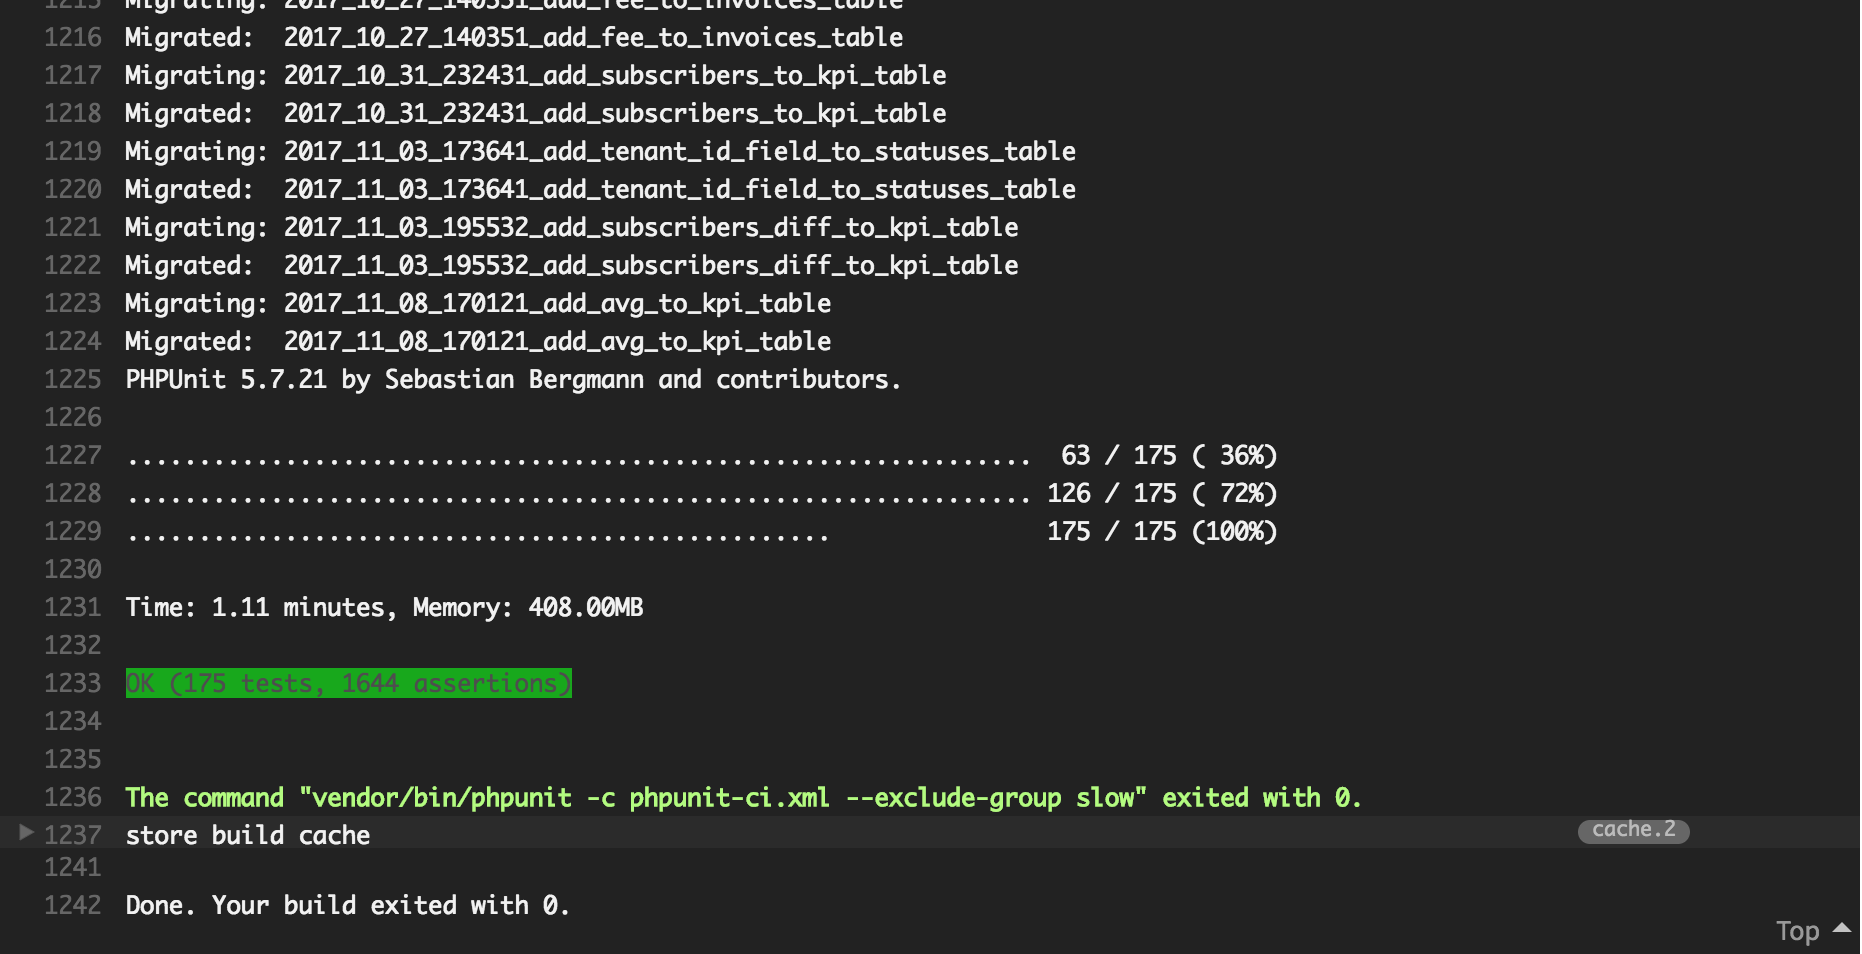 1215 Migrating: 2017_10_27_140351_add_fee_to_invoices_table
1216 Migrated:  2017_10_27_140351_add_fee_to_invoices_table
1217 Migrating: 2017_10_31_232431_add_subscribers_to_kpi_table
1218 Migrated:  2017_10_31_232431_add_subscribers_to_kpi_table
1219 Migrating: 2017_11_03_173641_add_tenant_id_field_to_statuses_table
1220 Migrated:  2017_11_03_173641_add_tenant_id_field_to_statuses_table
1221 Migrating: 2017_11_03_195532_add_subscribers_diff_to_kpi_table
1222 Migrated:  2017_11_03_195532_add_subscribers_diff_to_kpi_table
1223 Migrating: 2017_11_08_170121_add_avg_to_kpi_table
1224 Migrated:  2017_11_08_170121_add_avg_to_kpi_table
1225 PHPUnit 5.7.21 by Sebastian Bergmann and contributors.
1226
1227 ...............................................................  63 / 175 ( 36%)
1228 ............................................................... 126 / 175 ( 72%)
1229 .................................................               175 / 175 (100%)
1230
1231 Time: 1.11 minutes, Memory: 408.00MB
1232
1233 OK (175 tests, 1644 assertions)
1234
1235
1236 The command "vendor/bin/phpunit -c phpunit-ci.xml --exclude-group slow" exited with 0.
1237 store build cache cache.2
1241
1242 Done. Your build exited with 0.
Top